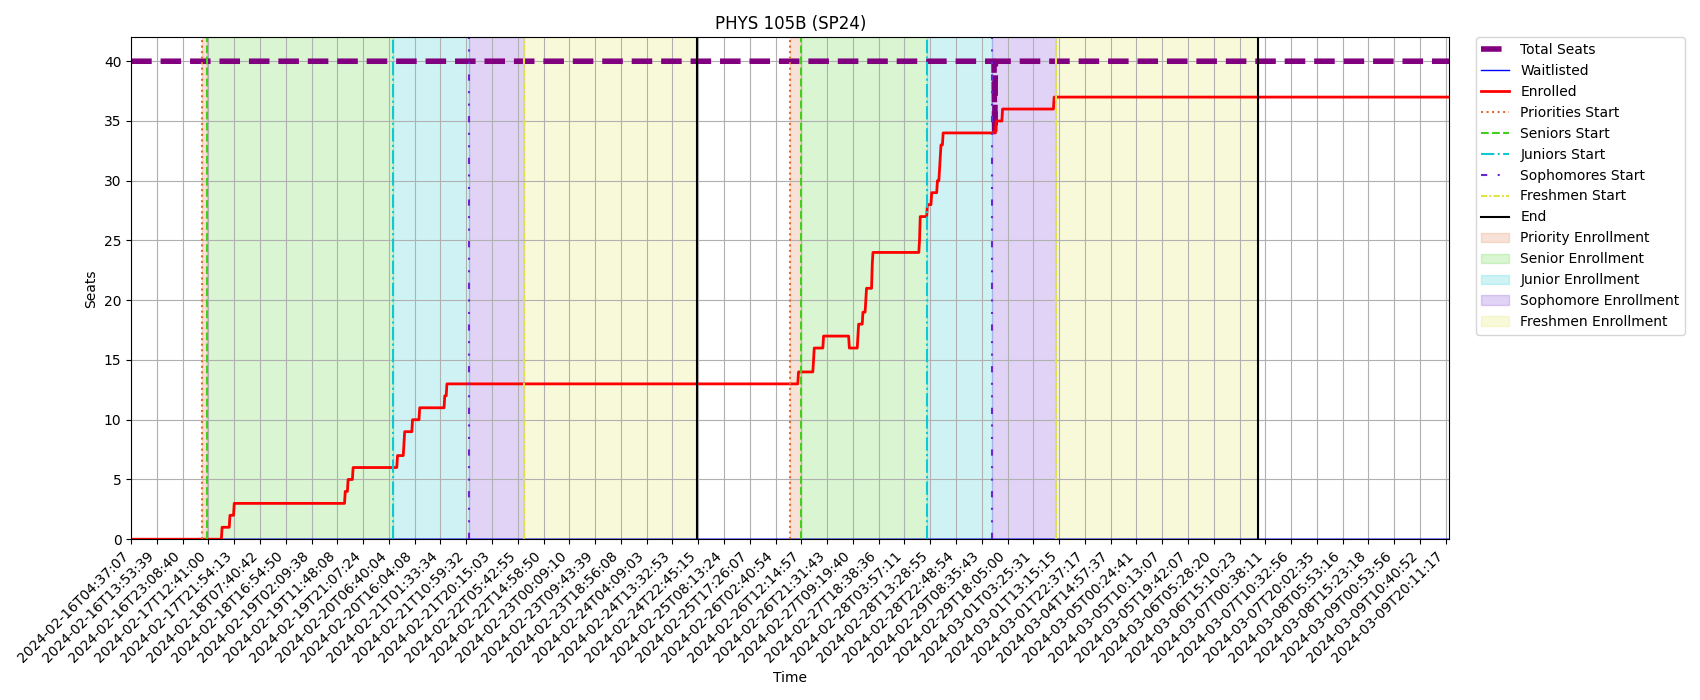 PHYS 105B (SP24)
Seats
40
35
30
25
20
15
10
5
0
2024-02-16T04:37:07
2024-02-16T13:53:39
2024-02-16T23:08:40
2024-02-17T12:41:00
2024-02-17T21:54:13
2024-02-18T07:40:42
2024-02-18T16:54:50
2024-02-19T02:09:38
2024-02-19T11:48:08
2024-02-19T21:07:24
2024-02-20T06:40:04
2024-02-20T16:04:08
2024-02-21T01:33:34
2024-02-21T10:59:32
2024-02-21T20:15:03
2024-02-22T05:42:55
2024-02-22T14:58:50
2024-02-23T00:09:10
2024-02-23T09:43:39
2024-02-23T18:56:08
2024-02-24T04:09:03
2024-02-24T13:32:53
2024-02-24T22:45:15
2024-02-25T08:13:24
2024-02-25T17:26:07
2024-02-26T02:40:54
2024-02-26T12:14:57
2024-02-26T21:31:43
2024-02-27T09:19:40
2024-02-27T18:38:36
2024-02-28T03:57:11
2024-02-28T13:28:55
2024-02-28T22:48:54
2024-02-29T08:35:43
2024-02-29T18:05:00
2024-03-01T03:25:31
2024-03-01T13:15:15
2024-03-01T22:37:17
2024-03-04T14:57:37
2024-03-05T00:24:41
2024-03-05T10:13:07
2024-03-05T19:42:07
2024-03-06T05:28:20
2024-03-06T15:10:23
2024-03-07T00:38:11
2024-03-07T10:32:56
2024-03-07T20:02:35
2024-03-08T05:53:16
2024-03-08T15:23:18
2024-03-09T00:53:56
2024-03-09T10:40:52
2024-03-09T20:11:17
Time
Total Seats
Waitlisted
Enrolled
Priorities Start
Seniors Start
Juniors Start
Sophomores Start
Freshmen Start
End
Priority Enrollment
Senior Enrollment
Junior Enrollment
Sophomore Enrollment
Freshmen Enrollment